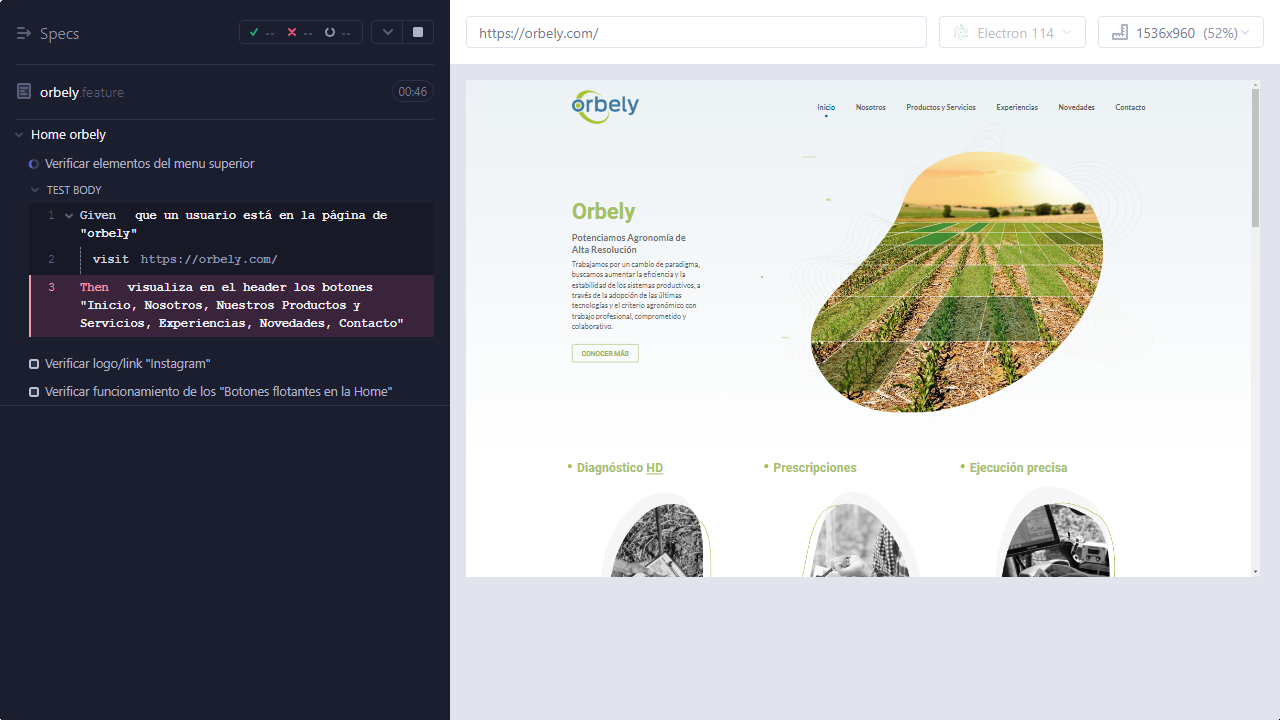 Specs
--
--
--
orbely.feature
00:46
Home orbely
Verificar elementos del menu superior
TEST BODY
1 Given que un usuario está en la página de
"orbely"
2 visit https://orbely.com/
3 Then visualiza en el header los botones
"Inicio, Nosotros, Nuestros Productos y
Servicios, Experiencias, Novedades, Contacto"
Verificar logo/link "Instagram"
Verificar funcionamiento de los "Botones flotantes en la Home"
https://orbely.com/
Electron 114
1536x960 (52%)
orbely
Inicio
Nosotros
Productos y Servicios
Experiencias
Novedades
Contacto
Orbely
Potenciamos Agronomía de
Alta Resolución
Trabajamos por un cambio de paradigma,
buscamos aumentar la eficiencia y la
estabilidad de los sistemas productivos, a
través de la adopción de las últimas
tecnologías y el criterio agronómico con
trabajo profesional, comprometido y
colaborativo.
CONOCER MÁS
• Diagnóstico HD
• Prescripciones
• Ejecución precisa